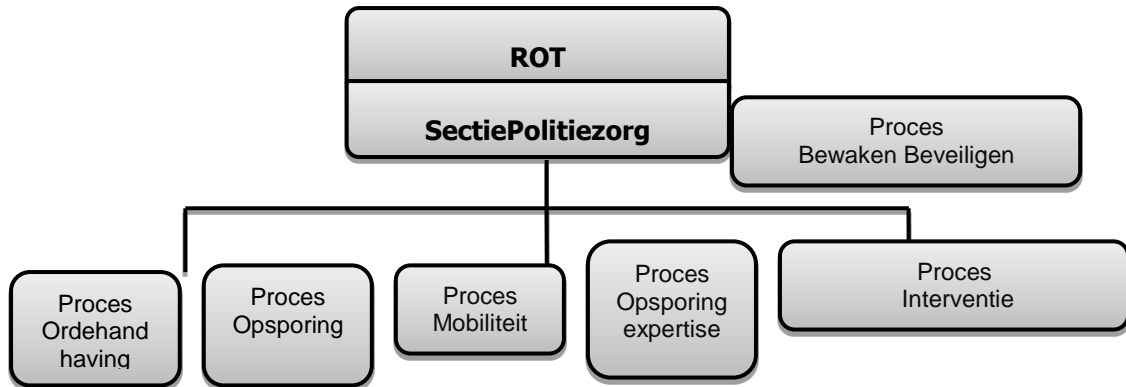 ROT
SectiePolitiezorg
Proces
Bewaken Beveiligen
Proces
Ordehand
having
Proces
Opsporing
Proces
Mobiliteit
Proces
Opsporing
expertise
Proces
Interventie